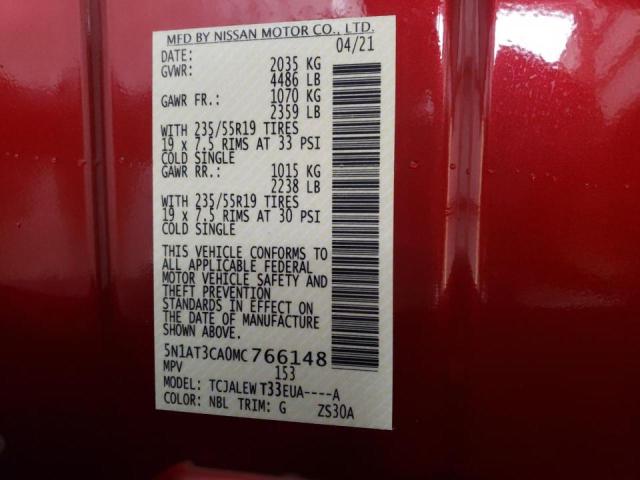 MFD BY NISSAN MOTOR CO., LTD.
DATE: 04/21
GVWR: 2035 KG
4486 LB
GAWR FR.: 1070 KG
2359 LB
WITH 235/55R19 TIRES
19 x 7.5 RIMS AT 33 PSI
COLD SINGLE
GAWR RR.: 1015 KG
2238 LB
WITH 235/55R19 TIRES
19 x 7.5 RIMS AT 30 PSI
COLD SINGLE
THIS VEHICLE CONFORMS TO
ALL APPLICABLE FEDERAL
MOTOR VEHICLE SAFETY AND
THEFT PREVENTION
STANDARDS IN EFFECT ON
THE DATE OF MANUFACTURE
SHOWN ABOVE.
5N1AT3CA0MC 766148
MPV 153
MODEL: TCJALEW T33EUA----A
COLOR: NBL TRIM: G ZS30A